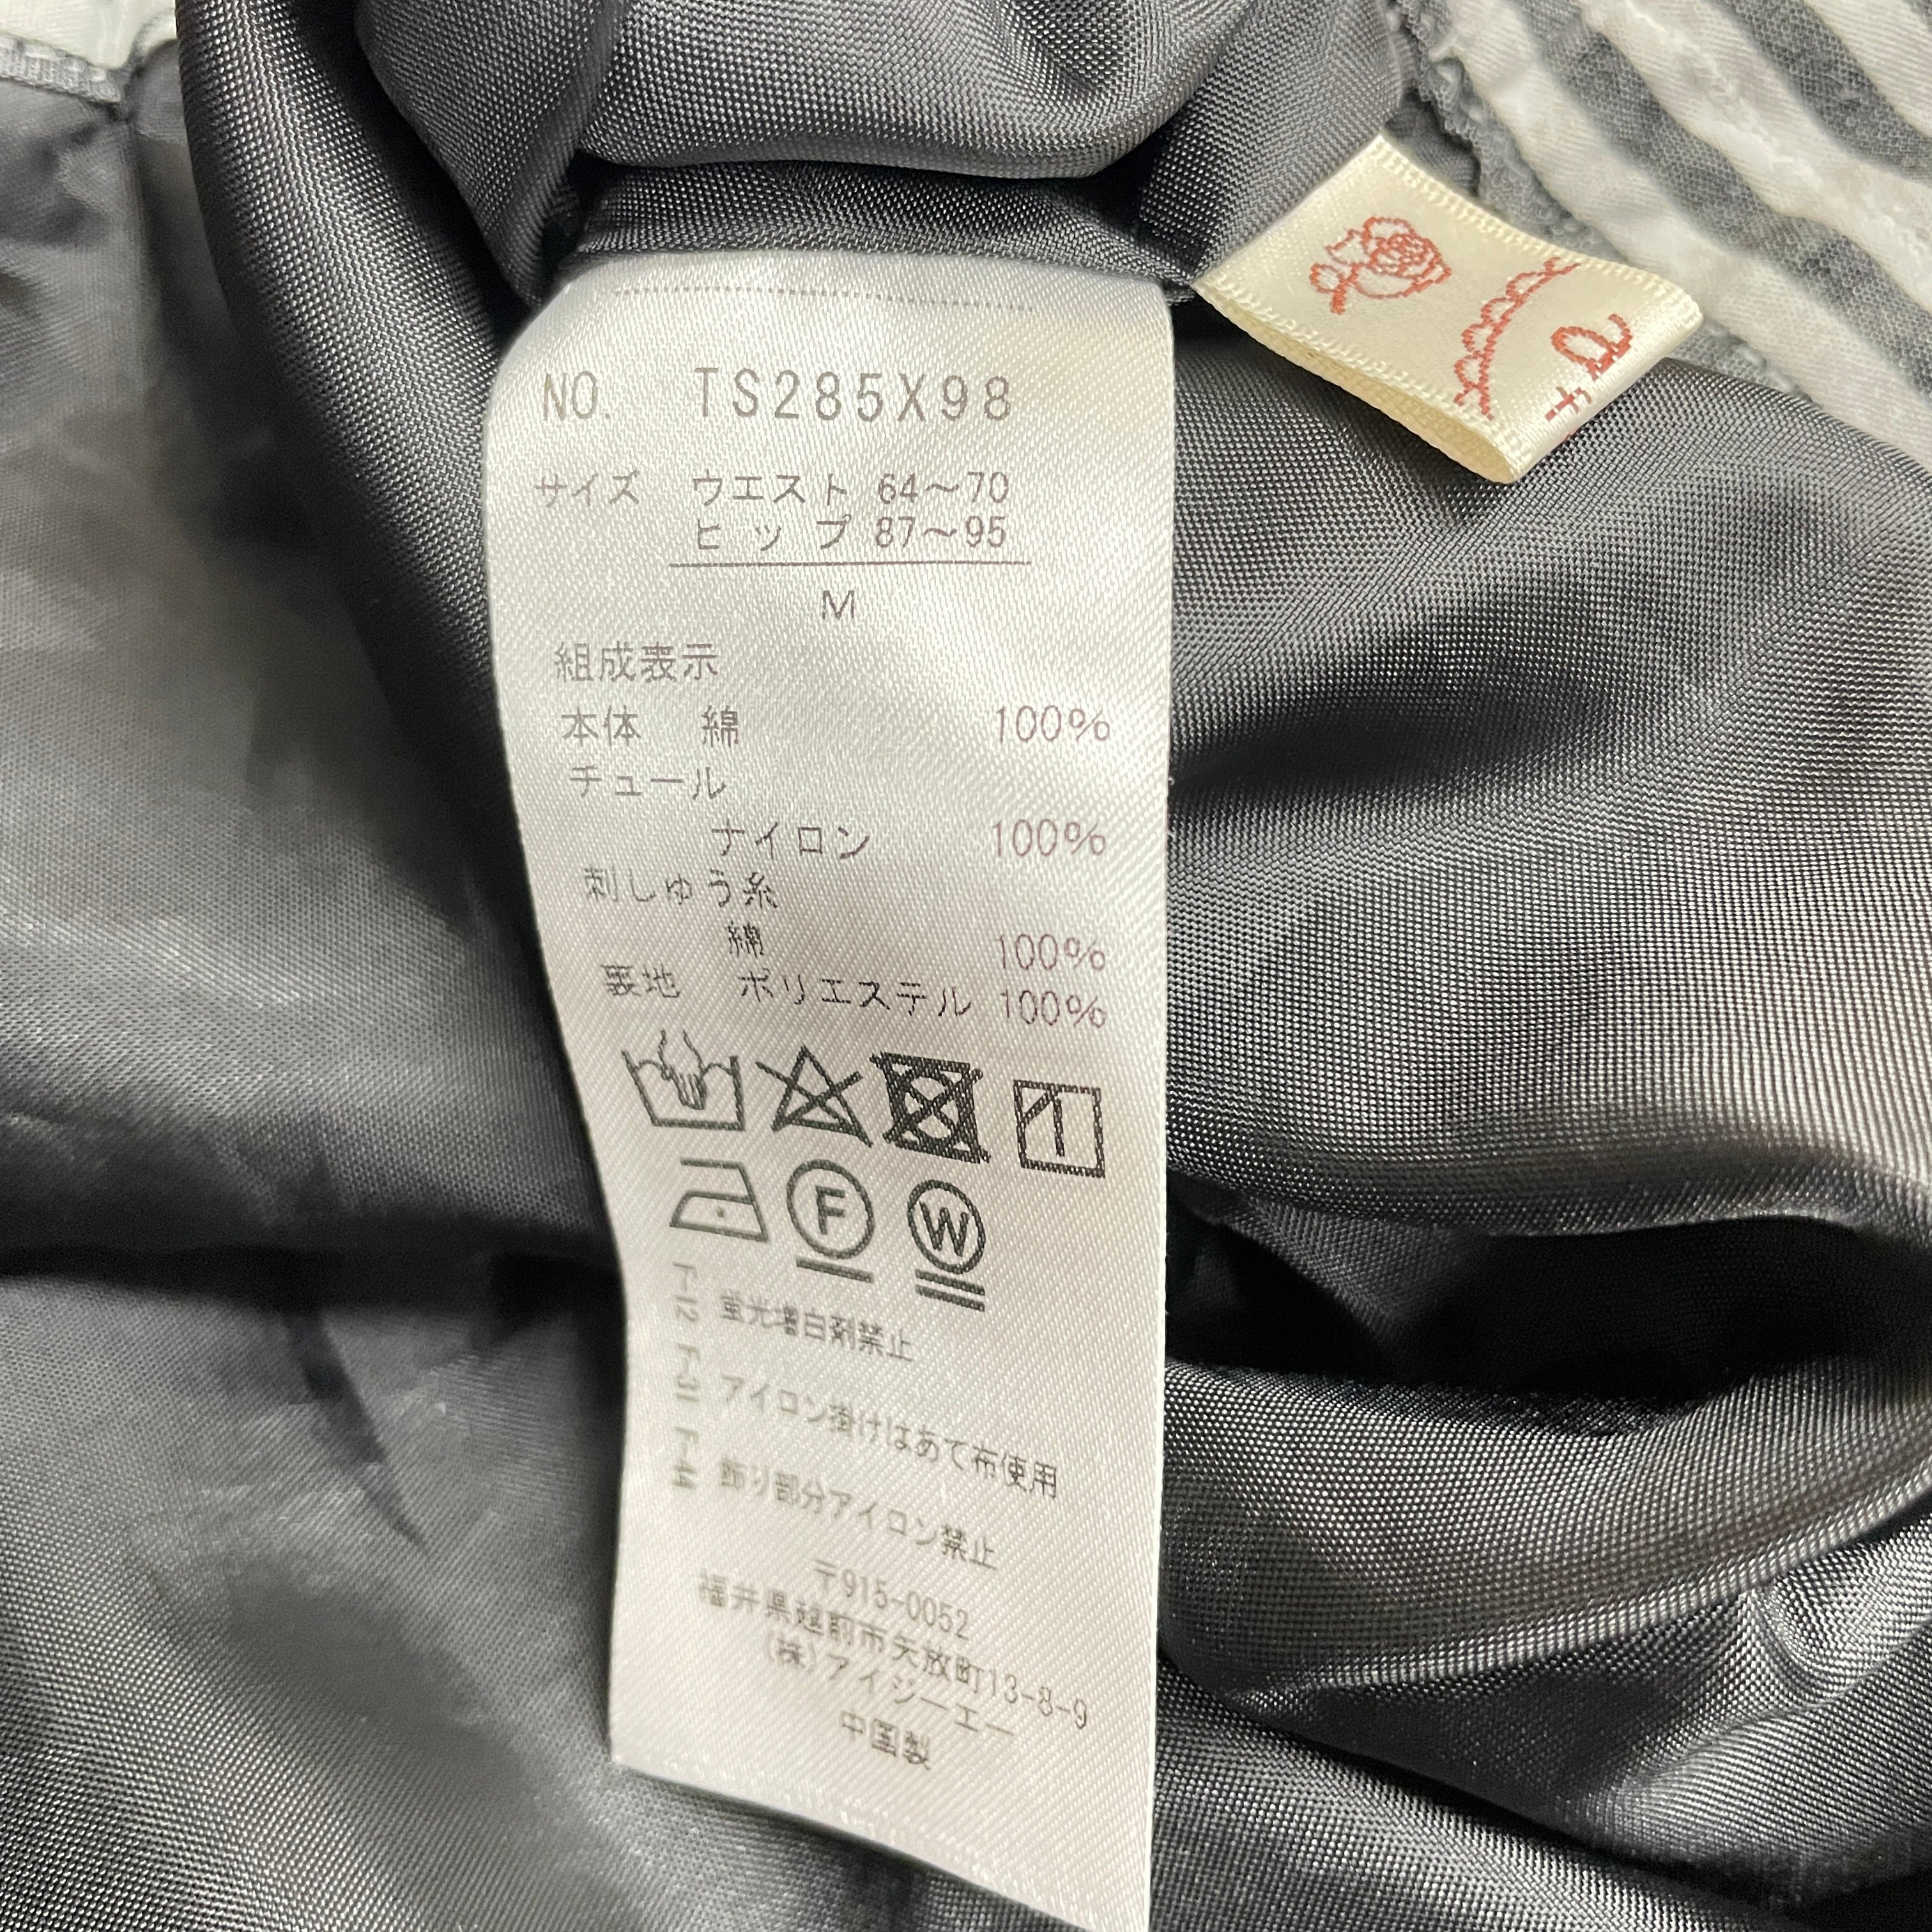 NO. TS285X98
サイズ ウエスト 64～70
ヒップ 87～95
M
組成表示
本体 綿 100%
チュール
ナイロン 100%
刺しゅう糸
綿 100%
裏地 ポリエステル 100%
F
W
T-12 蛍光増白剤禁止
T-31 アイロン掛けはあて布使用
T-44 飾り部分アイロン禁止
〒915-0052
福井県越前市矢放町13-8-9
(株)アイジーエー
中国製